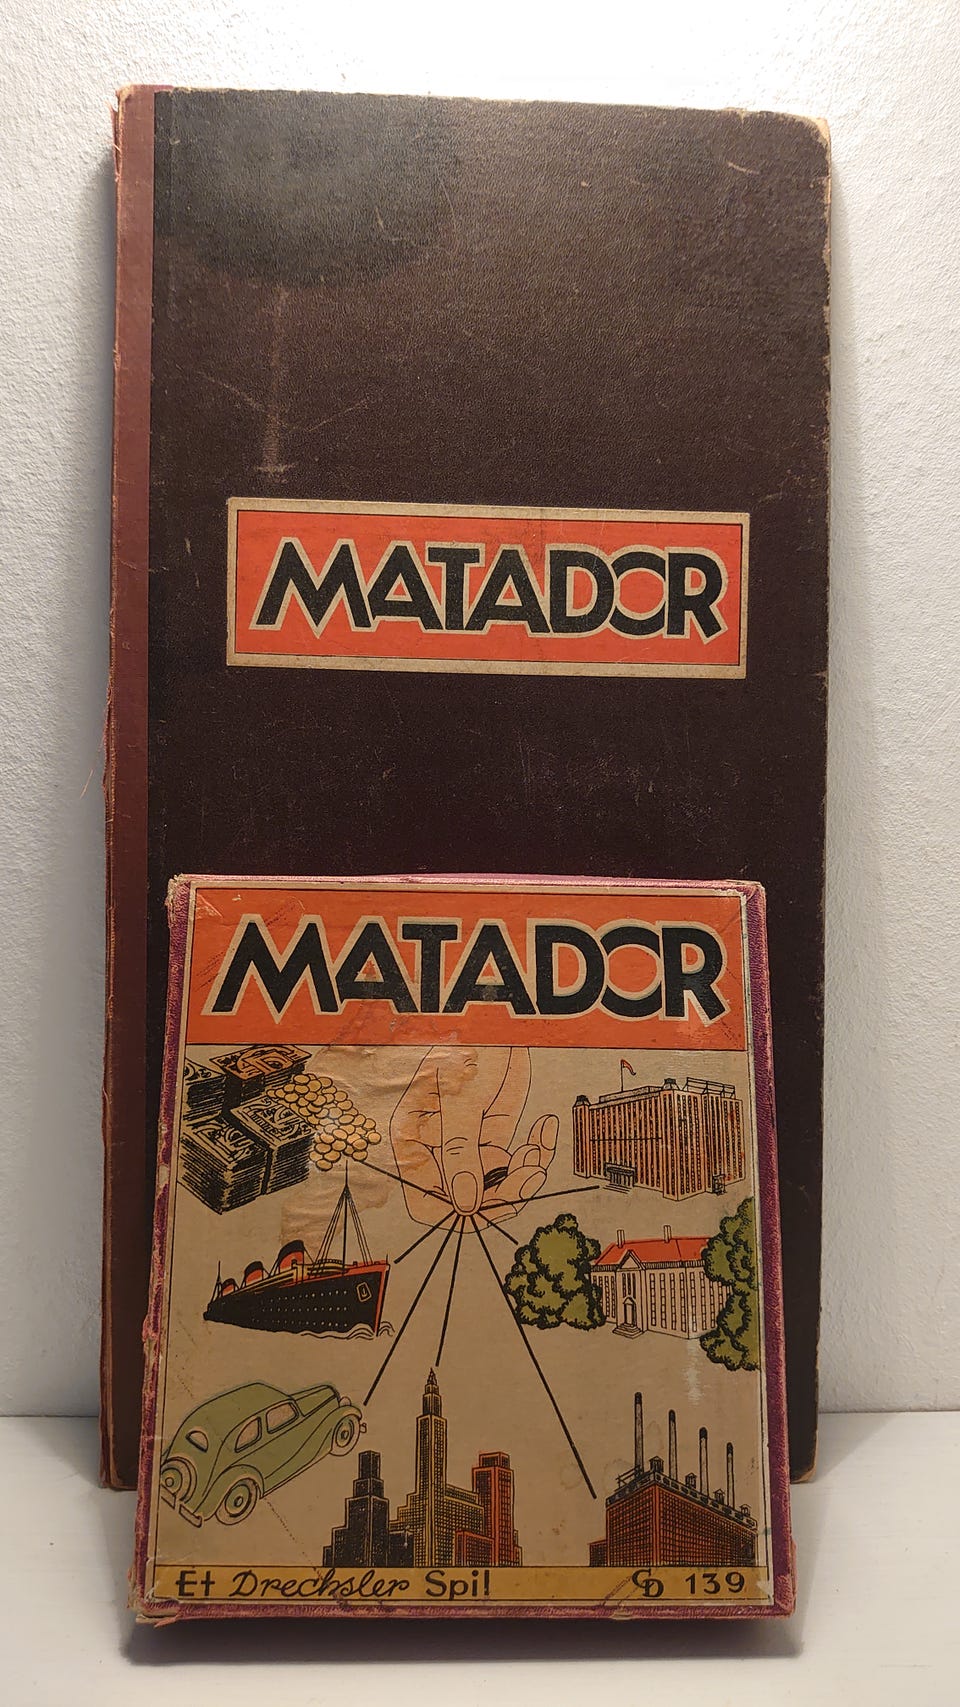 MATADOR
MATADOR
Et Drechsler Spil
CD 139